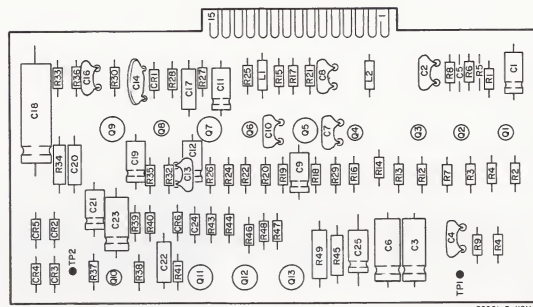 15 1
C18 R33 R36 C16 R30 C14 CR1 R28 C17 R27 C11 R25 L1 R15 R17 R21 C8 L2 C2 R8 C5 R6 R5 R1 C1
Q9 Q8 Q7 Q6 C10 Q5 C7 Q4 Q3 Q2 Q1
R34 C20 C19 R35 R32 C13 C12 R26 R24 R22 R20 R19 C9 R18 R29 R16 R14 R13 R12 R7 R3 R4 R2
C21 C23 R39 R40 CR6 C24 R43 R44 R46 R48 R47
CR5 CR2 R49 R45 C25 C6 C3 C4 R9 R4
CR4 CR3 TP2 R37 Q10 R38 C22 R41 Q11 Q12 Q13 TP1